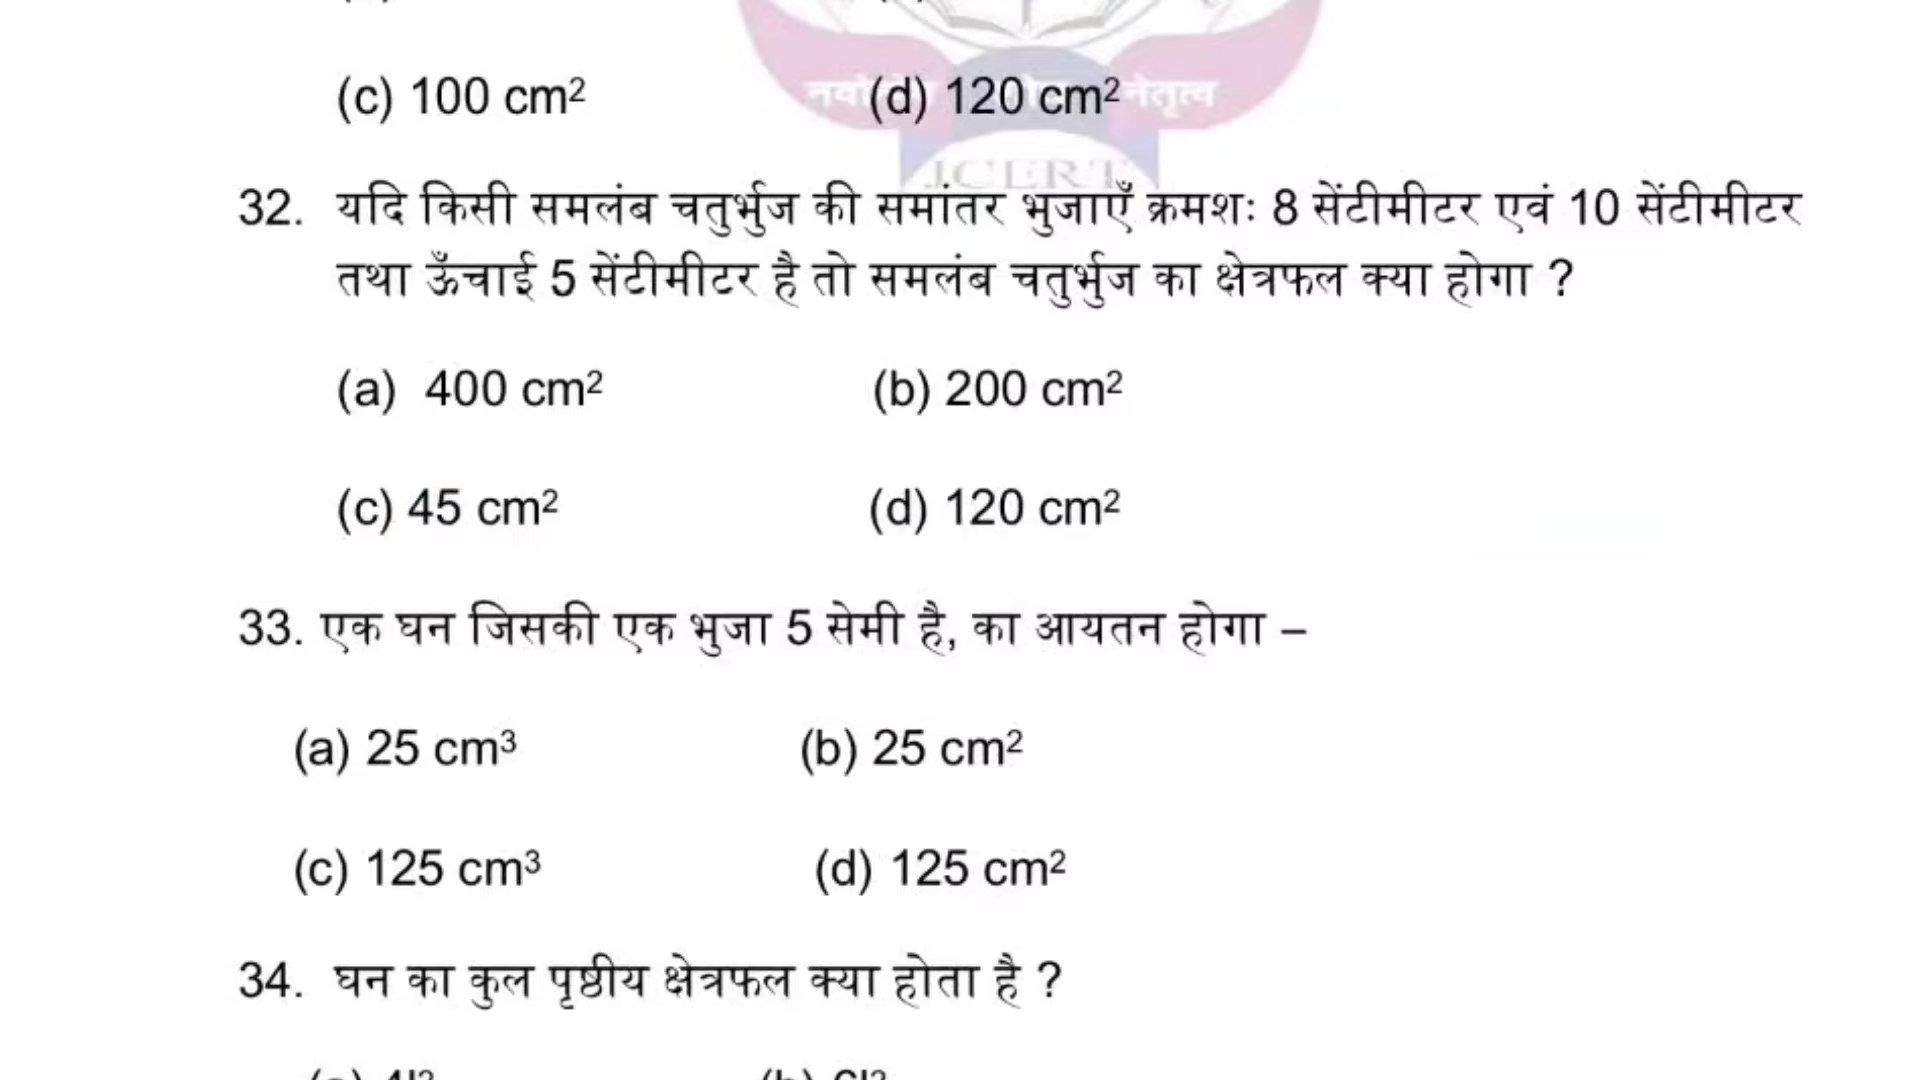 (c) 100 cm² (d) 120 cm²
नेतृत्व
JCERT
32. यदि किसी समलंब चतुर्भुज की समांतर भुजाएँ क्रमशः 8 सेंटीमीटर एवं 10 सेंटीमीटर
तथा ऊँचाई 5 सेंटीमीटर है तो समलंब चतुर्भुज का क्षेत्रफल क्या होगा ?
(a) 400 cm² (b) 200 cm²
(c) 45 cm² (d) 120 cm²
33. एक घन जिसकी एक भुजा 5 सेमी है, का आयतन होगा –
(a) 25 cm³ (b) 25 cm²
(c) 125 cm³ (d) 125 cm²
34. घन का कुल पृष्ठीय क्षेत्रफल क्या होता है ?